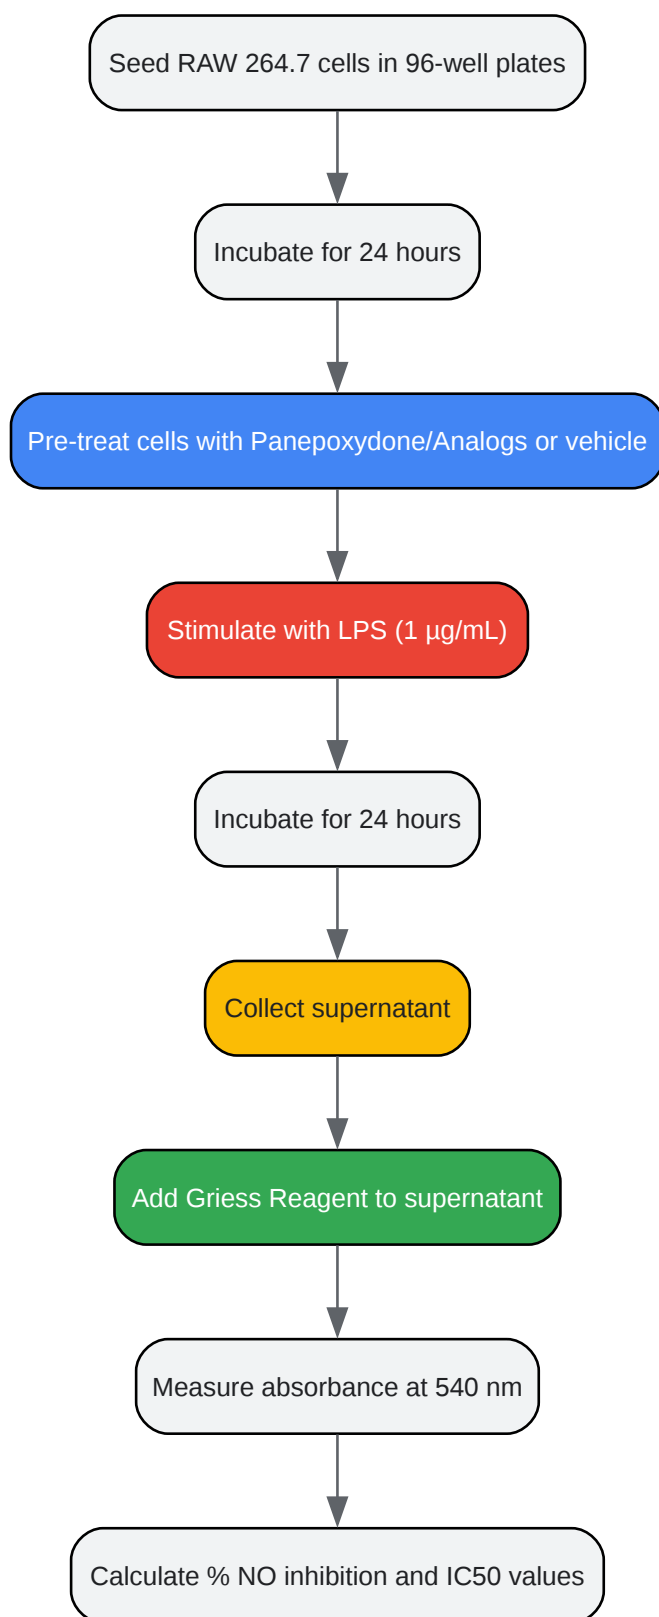 Seed RAW 264.7 cells in 96-well plates
Incubate for 24 hours
Pre-treat cells with Panepoxydone/Analogs or vehicle
Stimulate with LPS (1 µg/mL)
Incubate for 24 hours
Collect supernatant
Add Griess Reagent to supernatant
Measure absorbance at 540 nm
Calculate % NO inhibition and IC50 values